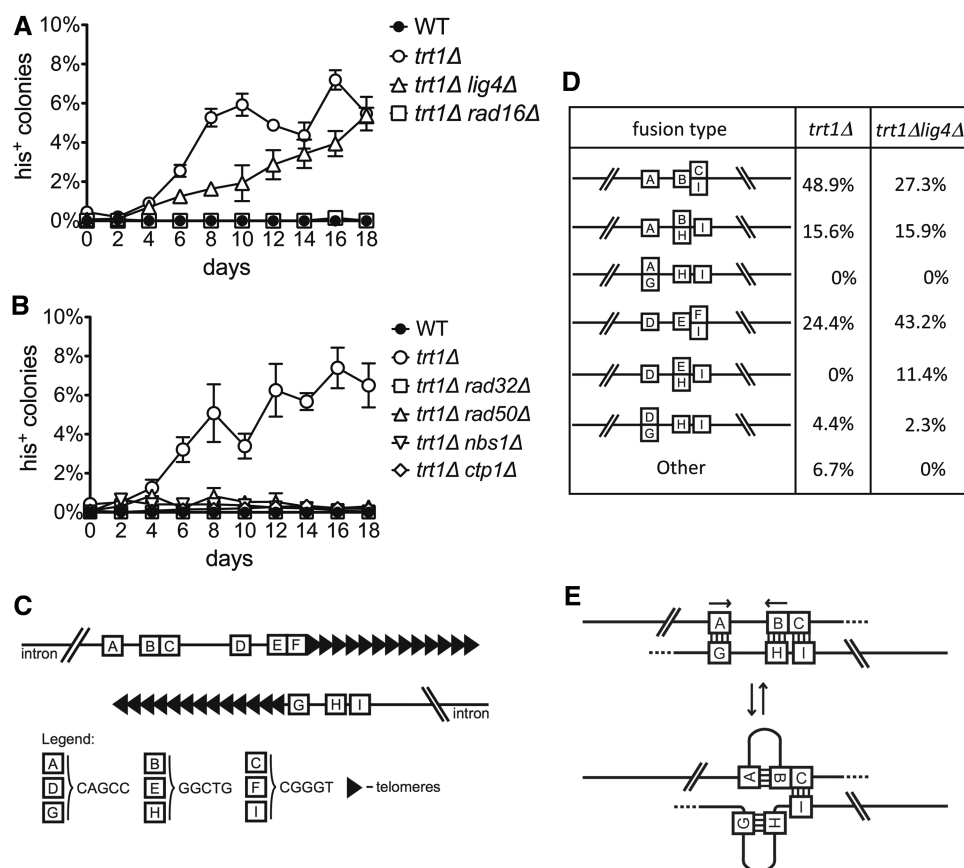 A
10%
8%
6%
4%
2%
0%
his+ colonies
0 2 4 6 8 10 12 14 16 18
days
WT
trt1Δ
trt1Δ lig4Δ
trt1Δ rad16Δ
B
10%
8%
6%
4%
2%
0%
his+ colonies
0 2 4 6 8 10 12 14 16 18
days
WT
trt1Δ
trt1Δ rad32Δ
trt1Δ rad50Δ
trt1Δ nbs1Δ
trt1Δ ctp1Δ
C
intron A B C D E F
G H I intron
Legend:
A D G CAGCC
B E H GGCTG
C F I CGGGT
– telomeres
D
fusion type trt1Δ trt1Δlig4Δ
A B C I 48.9% 27.3%
A B H I 15.6% 15.9%
A G H I 0% 0%
D E F I 24.4% 43.2%
D E H I 0% 11.4%
D G H I 4.4% 2.3%
Other 6.7% 0%
E
A B C
G H I
A B C
I
G H